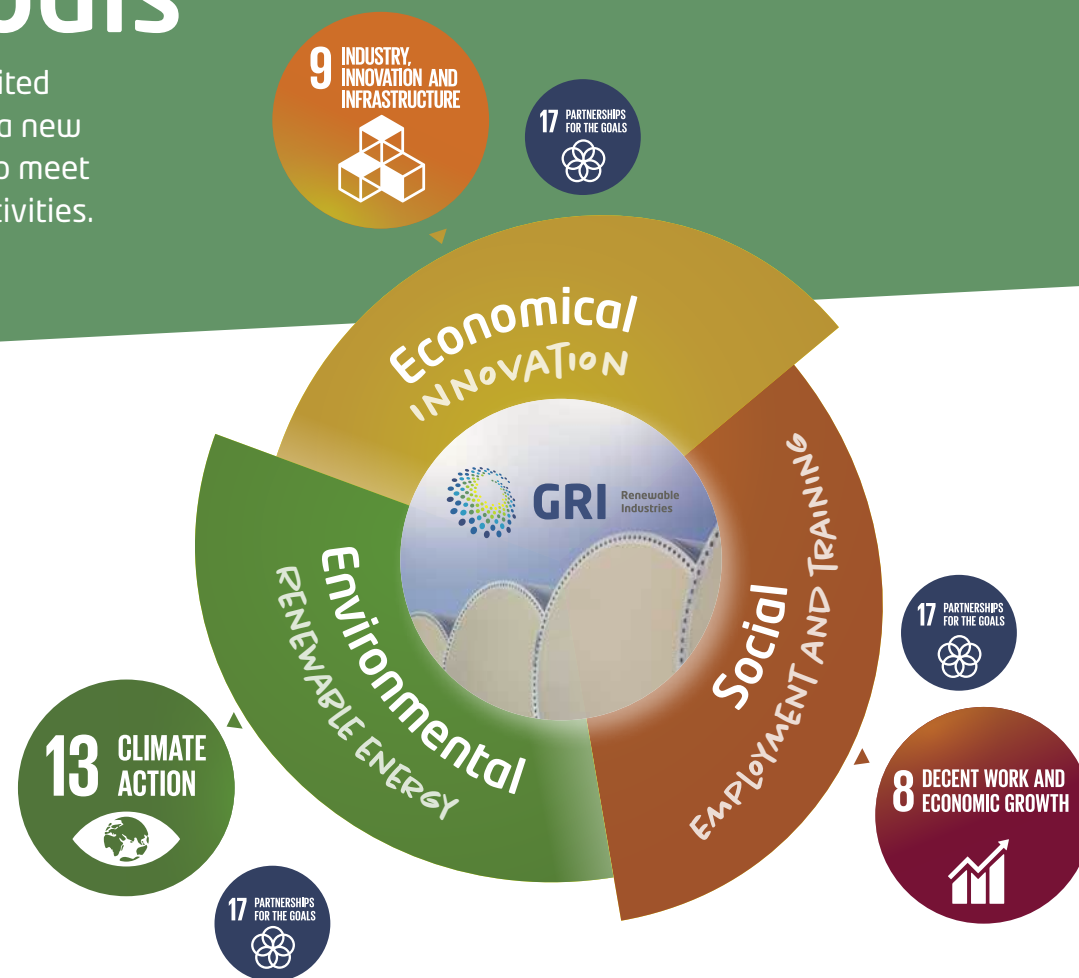 ited
a new
o meet
tivities.
9 INDUSTRY,
INNOVATION AND
INFRASTRUCTURE
17 PARTNERSHIPS
FOR THE GOALS
Economical
INNOVATION
GRI Renewable
Industries
Environmental
RENEWABLE ENERGY
Social
EMPLOYMENT AND TRAINING
17 PARTNERSHIPS
FOR THE GOALS
8 DECENT WORK AND
ECONOMIC GROWTH
13 CLIMATE
ACTION
17 PARTNERSHIPS
FOR THE GOALS